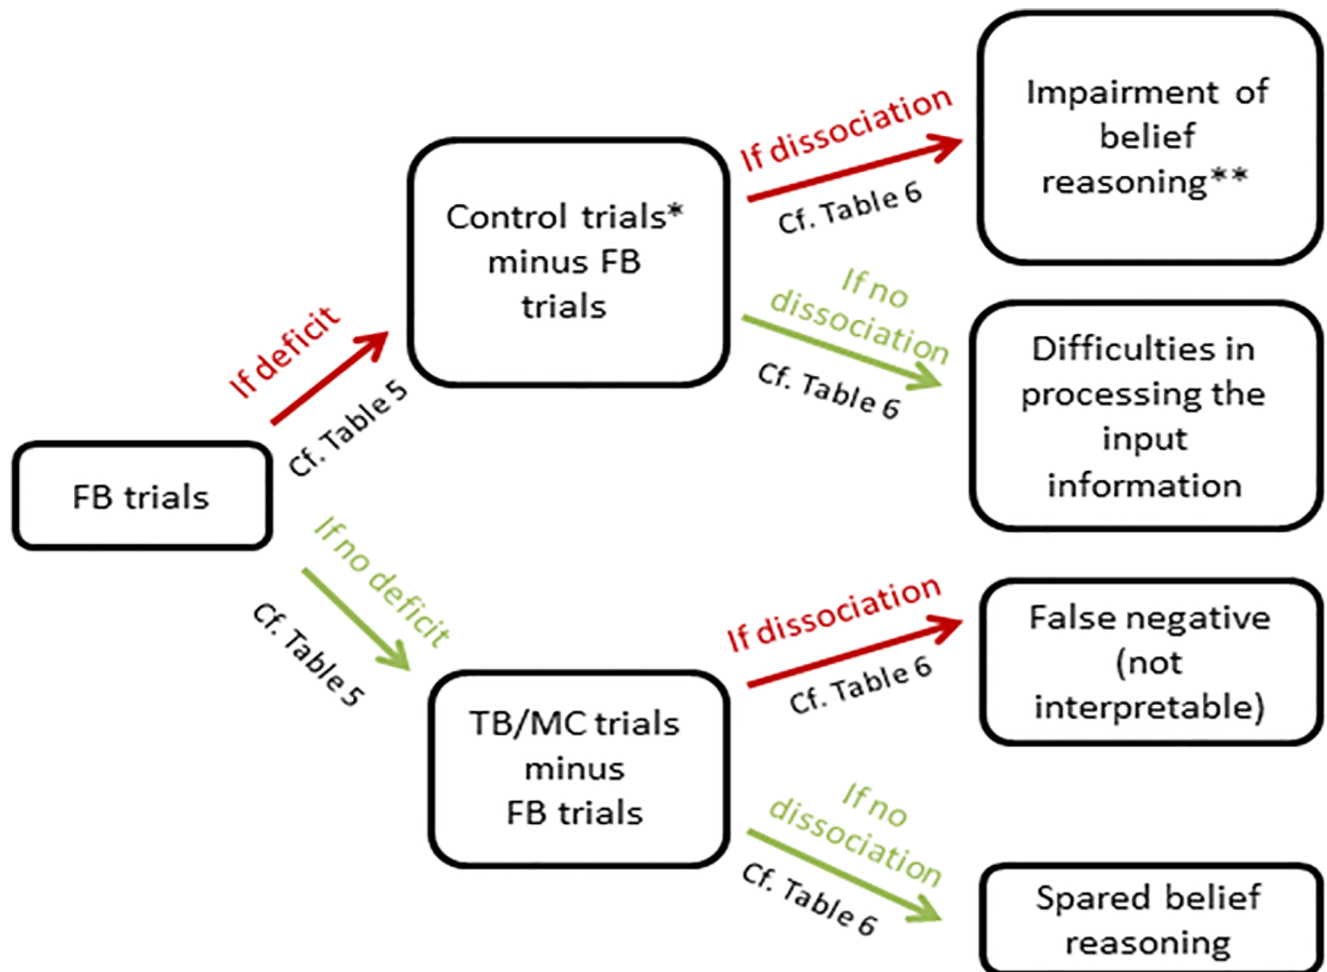 FB trials
If deficit
Cf. Table 5
Control trials*
minus FB
trials
If dissociation
Cf. Table 6
Impairment of
belief
reasoning**
If no
dissociation
Cf. Table 6
Difficulties in
processing the
input
information
If no deficit
Cf. Table 5
TB/MC trials
minus
FB trials
If dissociation
Cf. Table 6
False negative
(not
interpretable)
If no
dissociation
Cf. Table 6
Spared belief
reasoning